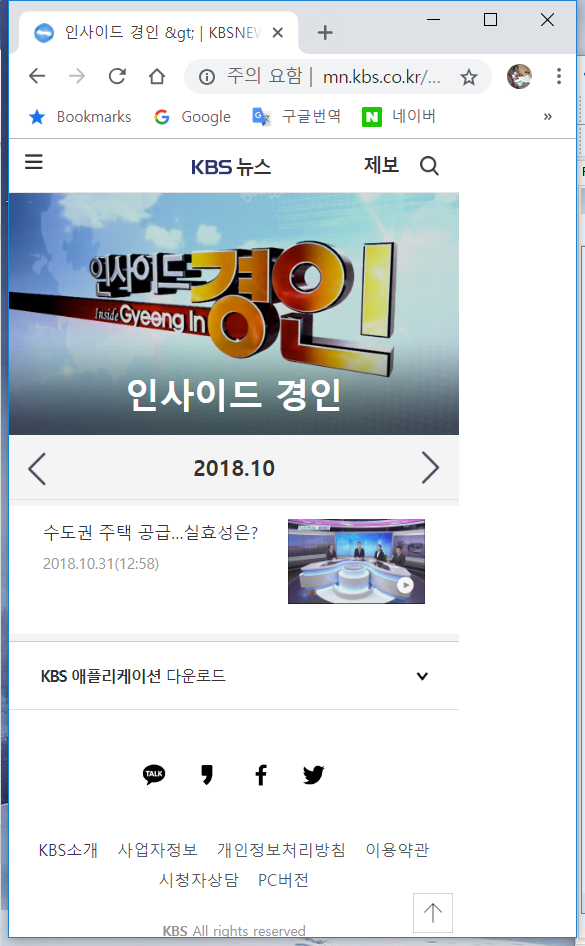 인사이드 경인 &gt; | KBSNEW
주의 요함 | mn.kbs.co.kr/...
Bookmarks Google 구글번역 네이버 »
KBS 뉴스 제보
인사이드 경인
Inside Gyeong In
인사이드 경인
2018.10
수도권 주택 공급...실효성은?
2018.10.31(12:58)
KBS 애플리케이션 다운로드
TALK
KBS소개 사업자정보 개인정보처리방침 이용약관
시청자상담 PC버전
KBS All rights reserved